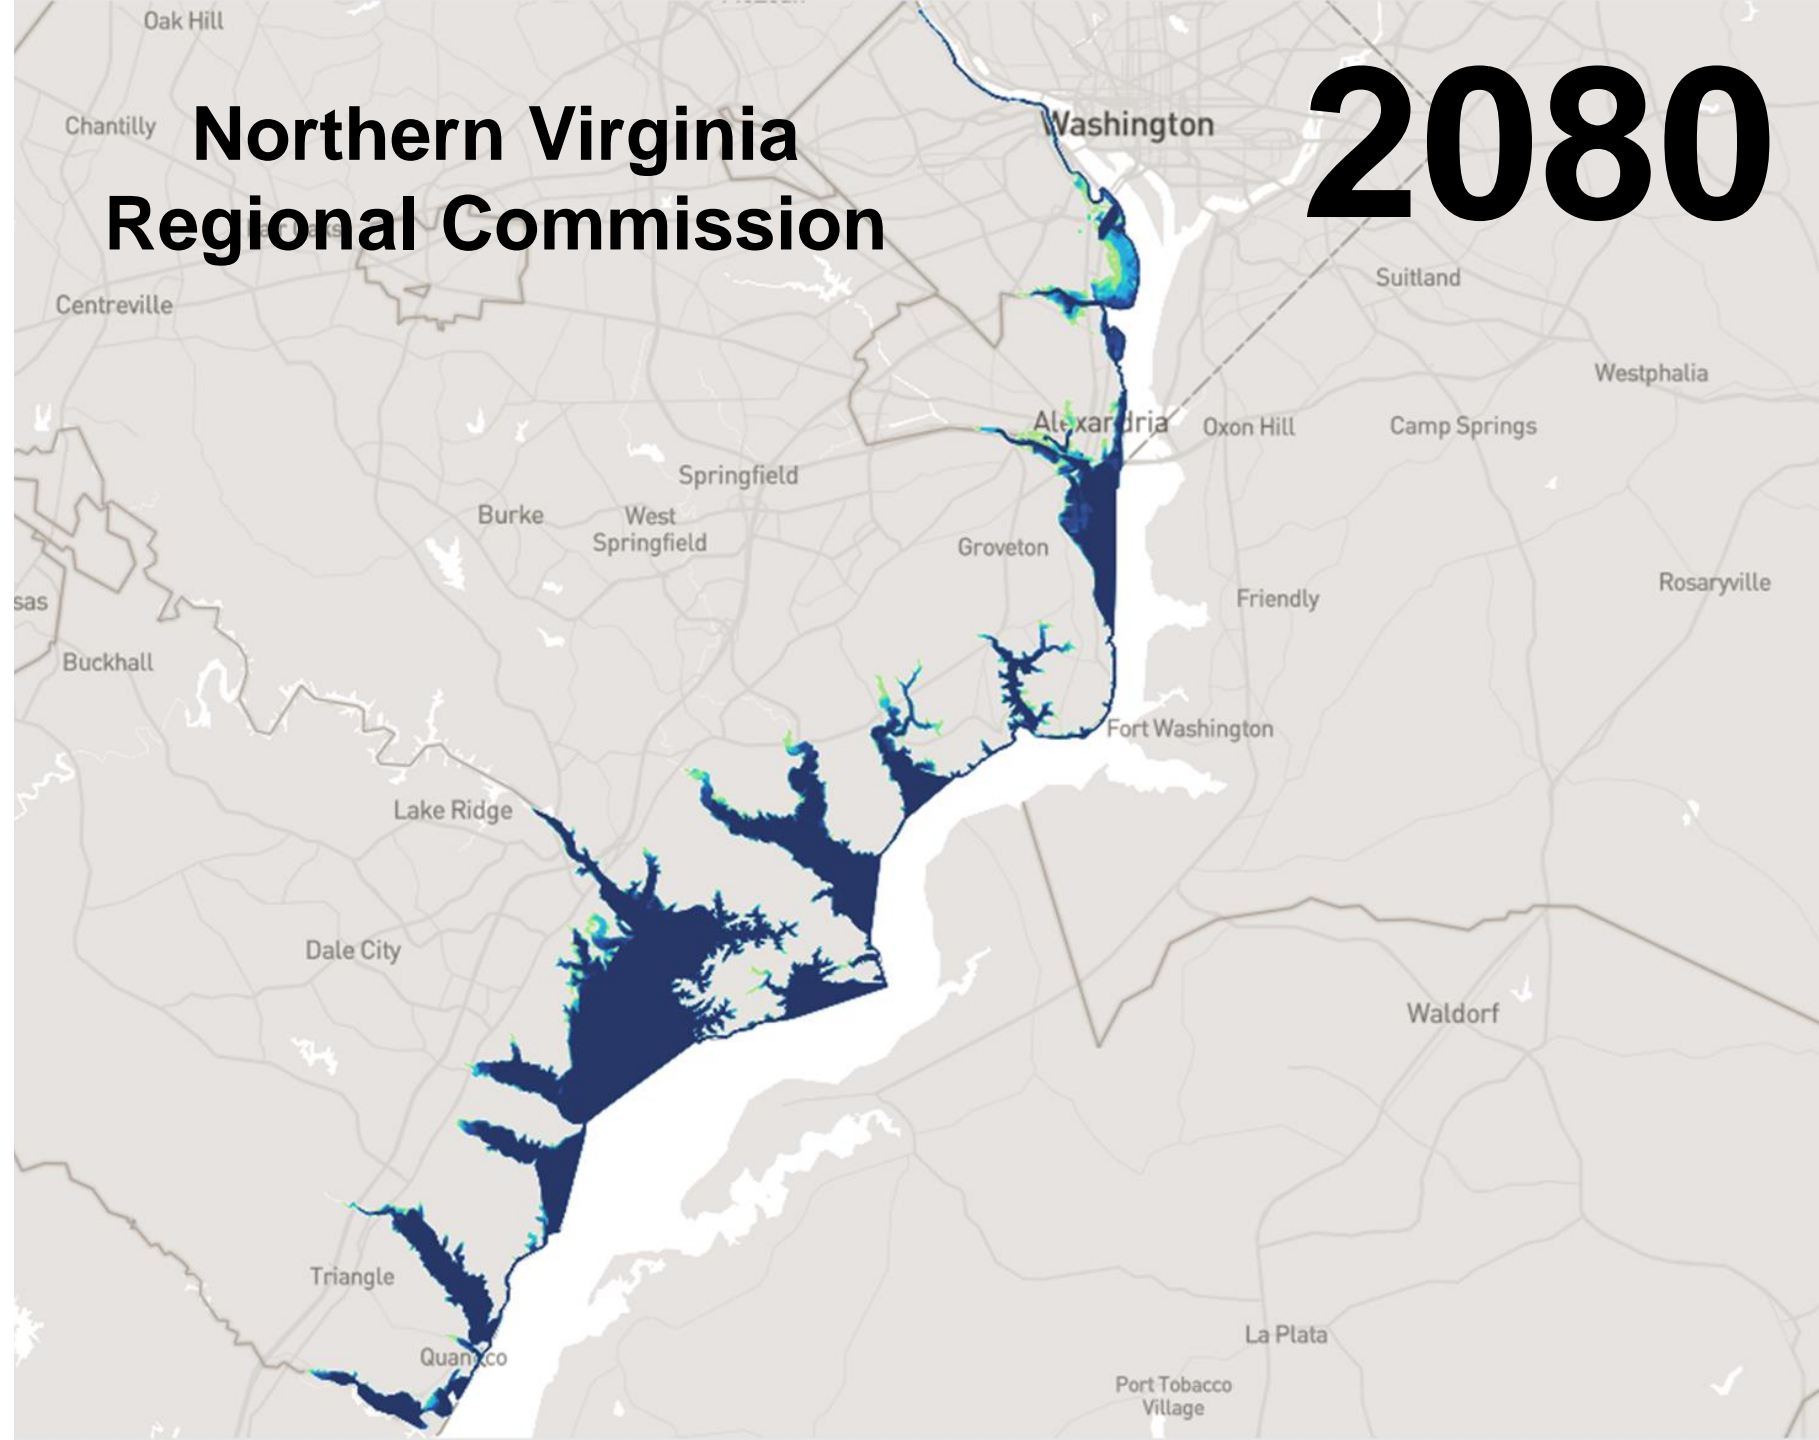 Oak Hill
2080
Northern Virginia
Regional Commission
Chantilly
Washington
Centreville
Suitland
Westphalia
Alexandria
Oxon Hill
Camp Springs
Springfield
Burke
West
Springfield
Groveton
Rosaryville
Friendly
sas
Buckhall
Fort Washington
Lake Ridge
Dale City
Waldorf
Triangle
La Plata
Quantico
Port Tobacco
Village